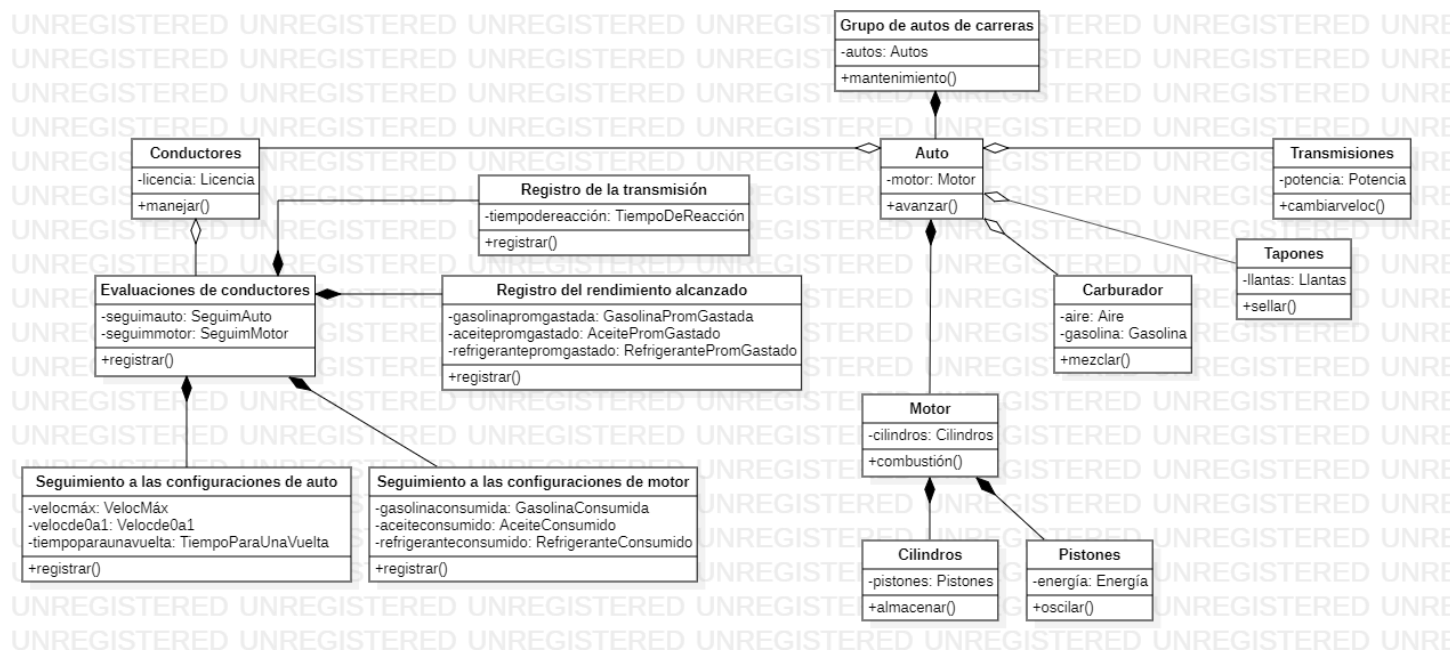 Grupo de autos de carreras
-autos: Autos
+mantenimiento()
Conductores
-licencia: Licencia
+manejar()
Auto
-motor: Motor
+avanzar()
Transmisiones
-potencia: Potencia
+cambiarveloc()
Registro de la transmisión
-tiempodereacción: TiempoDeReacción
+registrar()
Tapones
-llantas: Llantas
+sellar()
Evaluaciones de conductores
-seguimauto: SeguimAuto
-seguimmotor: SeguimMotor
+registrar()
Registro del rendimiento alcanzado
-gasolinapromgastada: GasolinaPromGastada
-aceitepromgastado: AceitePromGastado
-refrigerantepromgastado: RefrigerantePromGastado
+registrar()
Carburador
-aire: Aire
-gasolina: Gasolina
+mezclar()
Motor
-cilindros: Cilindros
+combustión()
Seguimiento a las configuraciones de auto
-velocmáx: VelocMáx
-velocde0a1: Velocde0a1
-tiempoparaunavuelta: TiempoParaUnaVuelta
+registrar()
Seguimiento a las configuraciones de motor
-gasolinaconsumida: GasolinaConsumida
-aceiteconsumido: AceiteConsumido
-refrigeranteconsumido: RefrigeranteConsumido
+registrar()
Cilindros
-pistones: Pistones
+almacenar()
Pistones
-energía: Energía
+oscilar()
UNREGISTERED